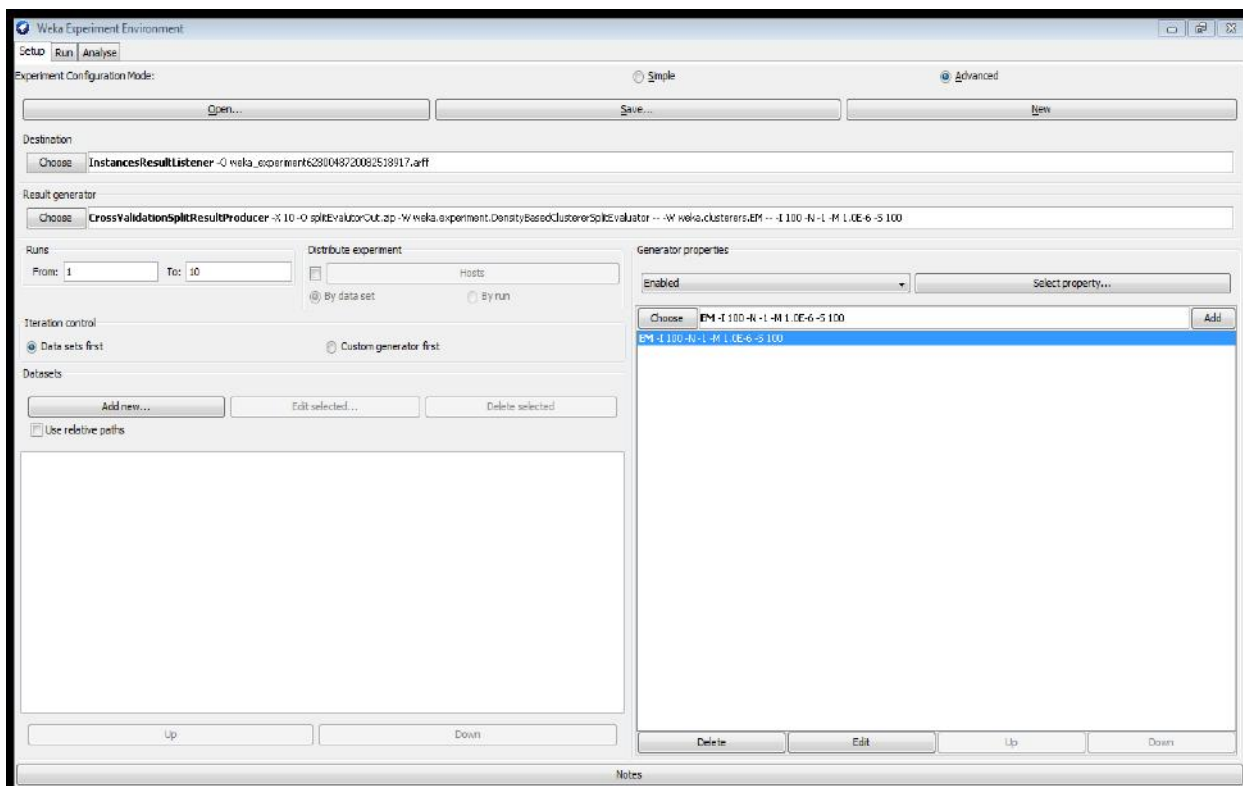 Weka Experiment Environment
Setup Run Analyse
Experiment Configuration Mode: Simple Advanced
Open... Save... New
Destination
Choose InstancesResultListener -O weka_experiment6280048720082518917.arff
Result generator
Choose CrossValidationSplitResultProducer -X 10 -O splitEvalutorOut.zip -W weka.experiment.DensityBasedClustererSplitEvaluator -- -W weka.clusterers.EM -- -I 100 -N -1 -M 1.0E-6 -S 100
Runs Distribute experiment Generator properties
From: 1 To: 10 Hosts
Enabled Select property...
By data set By run
Choose EM -I 100 -N -1 -M 1.0E-6 -S 100 Add
Iteration control
EM -I 100 -N -1 -M 1.0E-6 -S 100
Data sets first Custom generator first
Datasets
Add new... Edit selected... Delete selected
Use relative paths
Up Down
Delete Edit Up Down
Notes